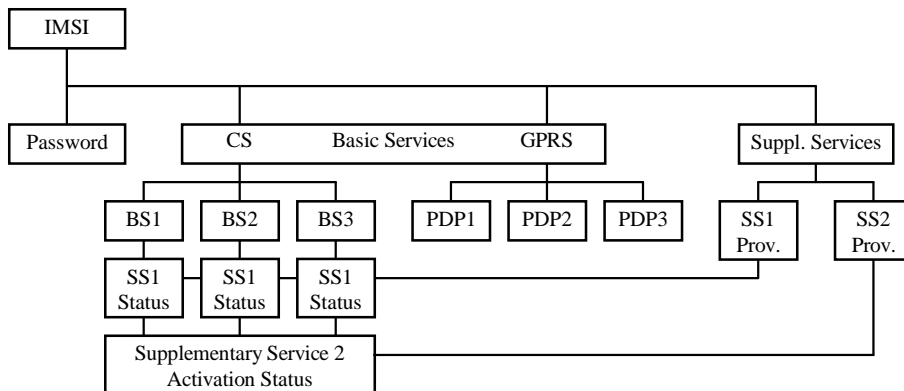 IMSI
Password
CS Basic Services GPRS
Suppl. Services
BS1 BS2 BS3
PDP1 PDP2 PDP3
SS1
Prov.
SS2
Prov.
SS1
Status
SS1
Status
SS1
Status
Supplementary Service 2
Activation Status